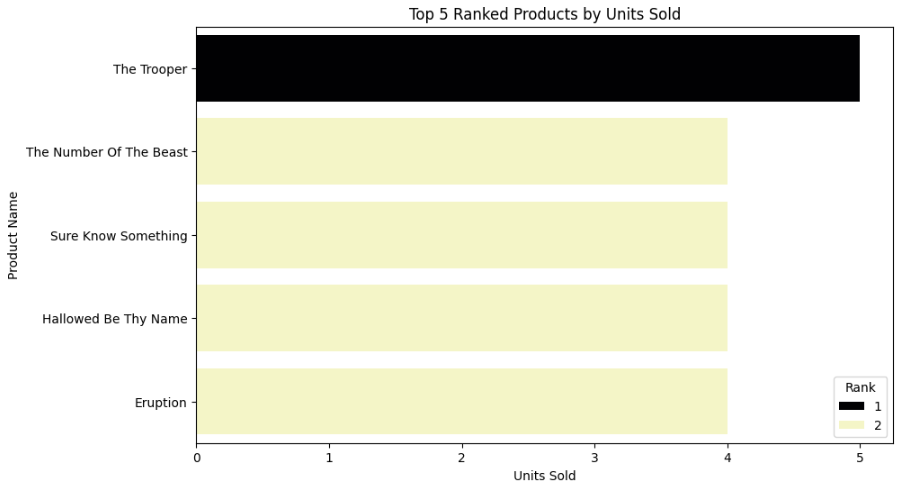 Top 5 Ranked Products by Units Sold
Product Name
The Trooper
The Number Of The Beast
Sure Know Something
Hallowed Be Thy Name
Eruption
Rank
1
2
0 1 2 3 4 5
Units Sold